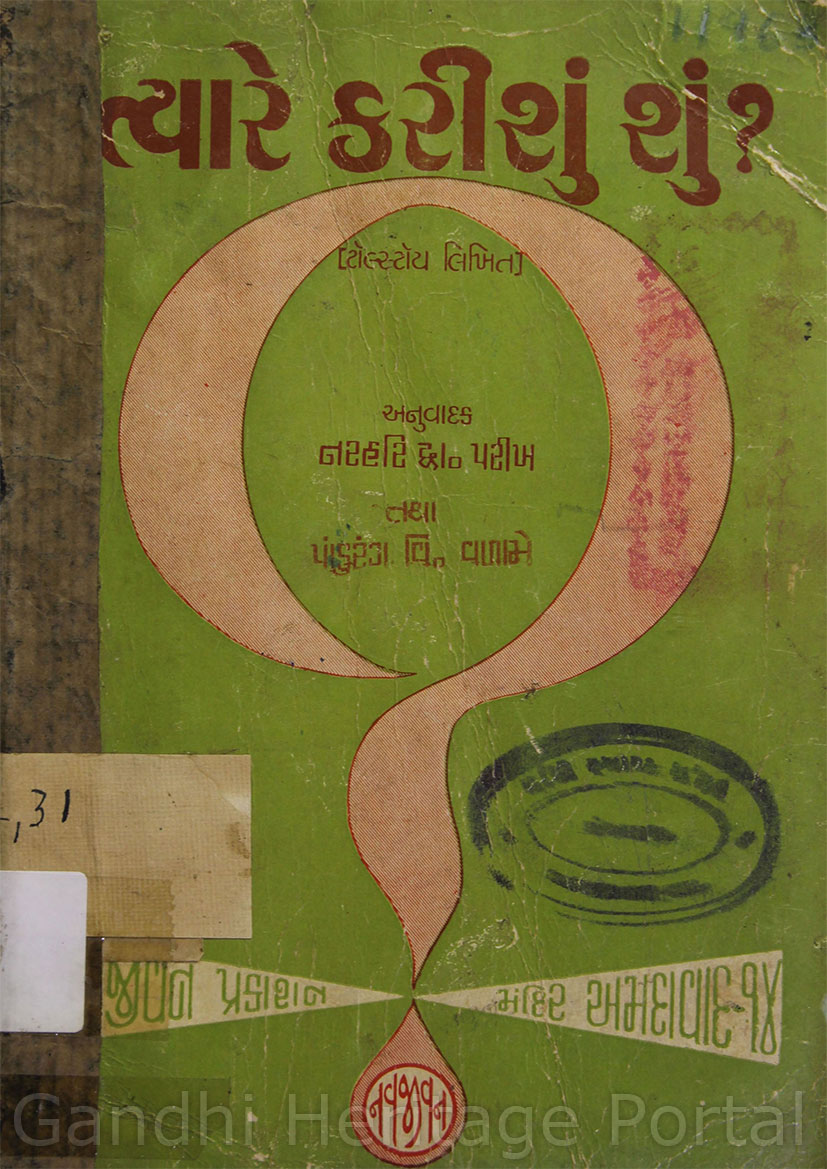 ત્યારે કરીશું શું?
[ટૉલ્સ્ટૉય લિખિત]
અનુવાદક
નરહરિ દ્વા૦ પરીખ
તથા
પાંડુરંગ વિ૦ વળામે
,31
જીવન પ્રકાશન મંદિર અમદાવાદ ૧૪
નવજીવન
Gandhi Heritage Portal